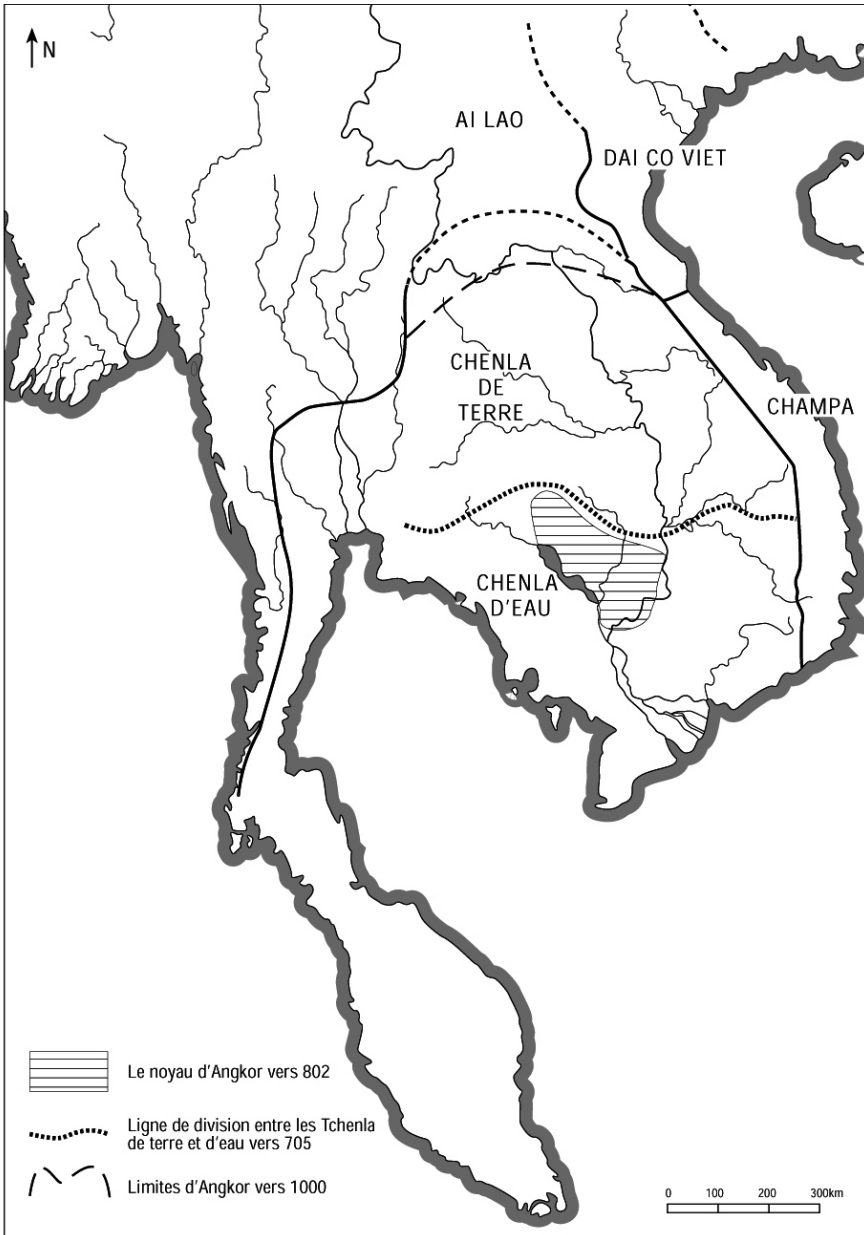 N
AI LAO
DAI CO VIET
CHENLA
DE
TERRE
CHAMPA
CHENLA
D'EAU
Le noyau d'Angkor vers 802
Ligne de division entre les Tchenla
de terre et d'eau vers 705
Limites d'Angkor vers 1000
0 100 200 300km